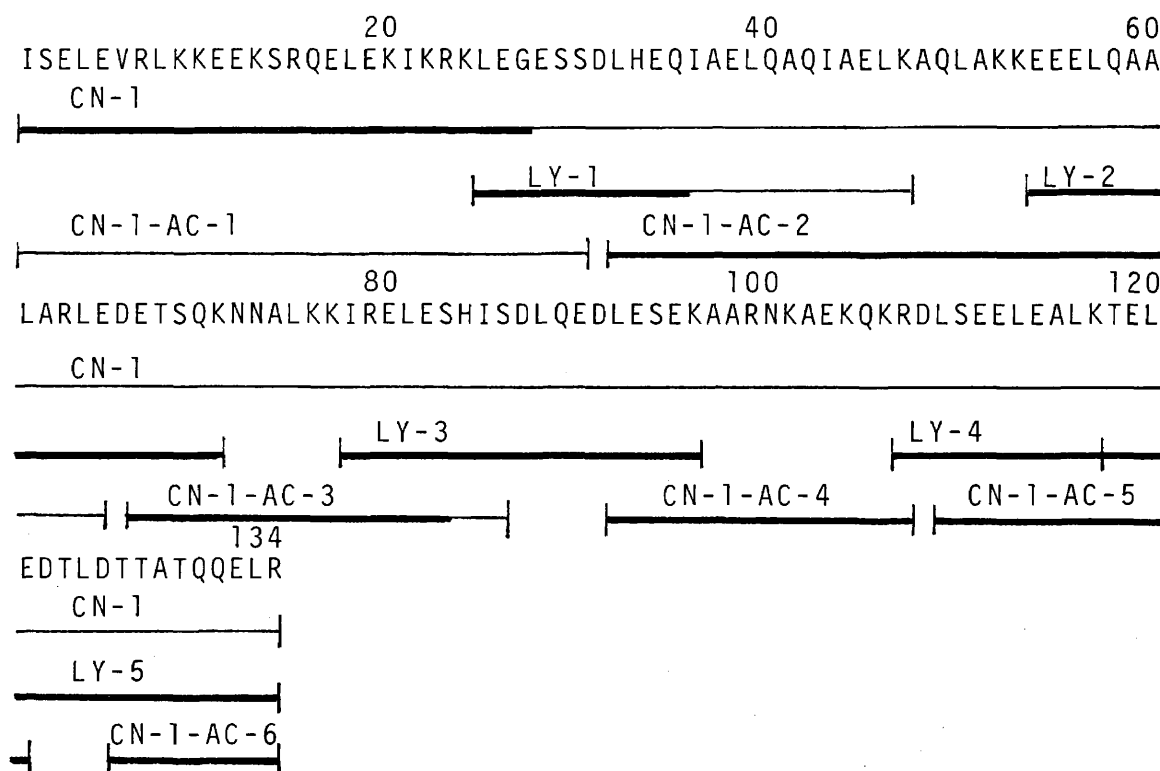 20 40 60
ISELEVRLKKEEKSRQELEKIKRKLEGESSDLHEQIAELQAQIAELKAQLAKKEEELQAA
CN-1
LY-1 LY-2
CN-1-AC-1 CN-1-AC-2
80 100 120
LARLEDETSQKNNALKKIRELESHISDLQEDLESEKAARNKAEKQKRDLSEELEALKTEL
CN-1
LY-3 LY-4
CN-1-AC-3 CN-1-AC-4 CN-1-AC-5
134
EDTLDTTATQQELR
CN-1
LY-5
CN-1-AC-6